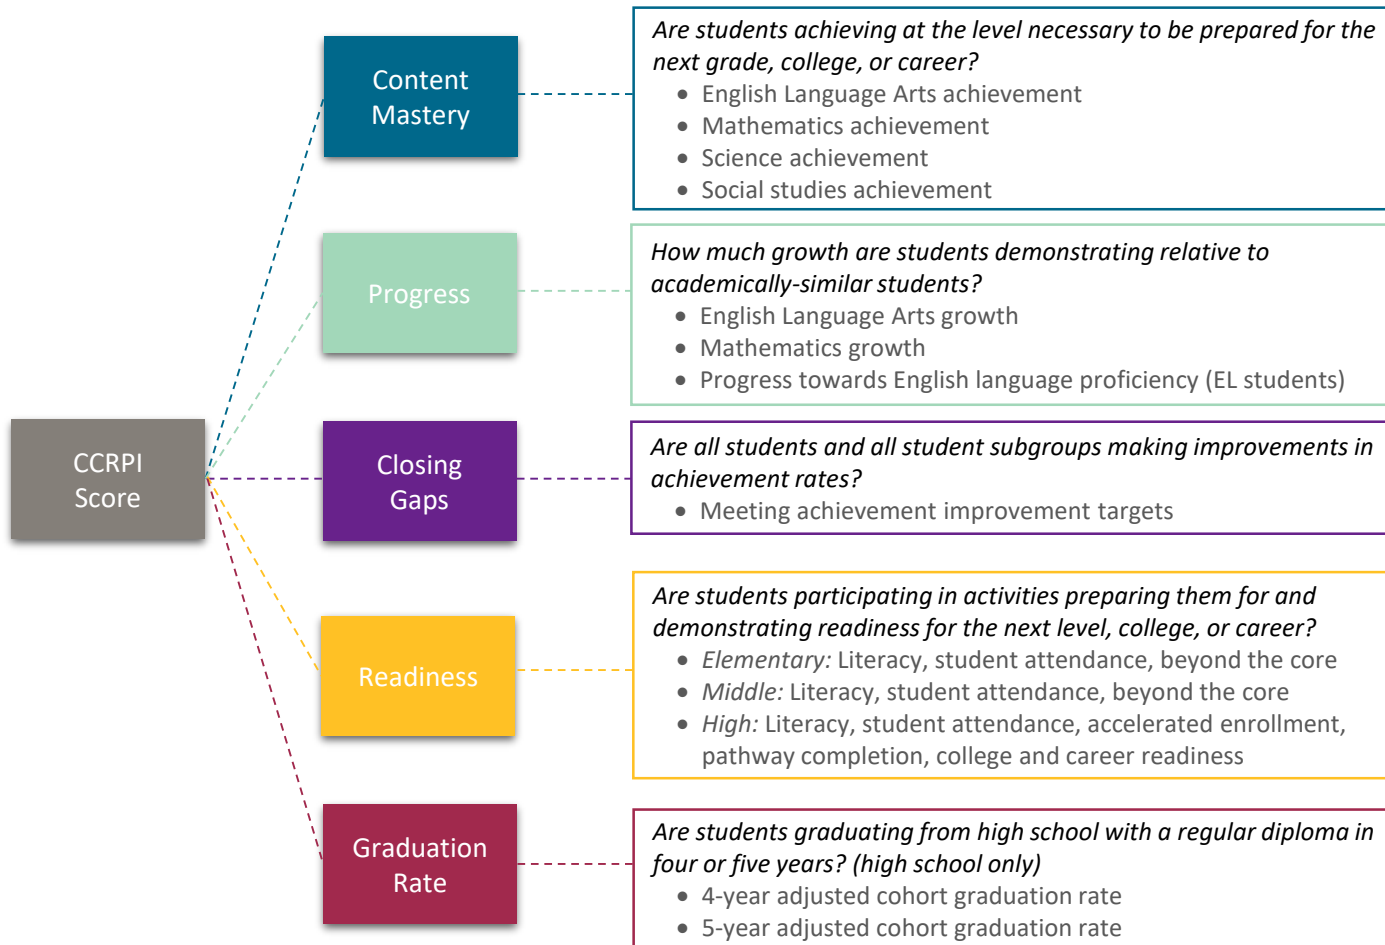 CCRPI
Score
Content
Mastery
Are students achieving at the level necessary to be prepared for the
next grade, college, or career?
• English Language Arts achievement
• Mathematics achievement
• Science achievement
• Social studies achievement
Progress
How much growth are students demonstrating relative to
academically-similar students?
• English Language Arts growth
• Mathematics growth
• Progress towards English language proficiency (EL students)
Closing
Gaps
Are all students and all student subgroups making improvements in
achievement rates?
• Meeting achievement improvement targets
Readiness
Are students participating in activities preparing them for and
demonstrating readiness for the next level, college, or career?
• Elementary: Literacy, student attendance, beyond the core
• Middle: Literacy, student attendance, beyond the core
• High: Literacy, student attendance, accelerated enrollment,
pathway completion, college and career readiness
Graduation
Rate
Are students graduating from high school with a regular diploma in
four or five years? (high school only)
• 4-year adjusted cohort graduation rate
• 5-year adjusted cohort graduation rate